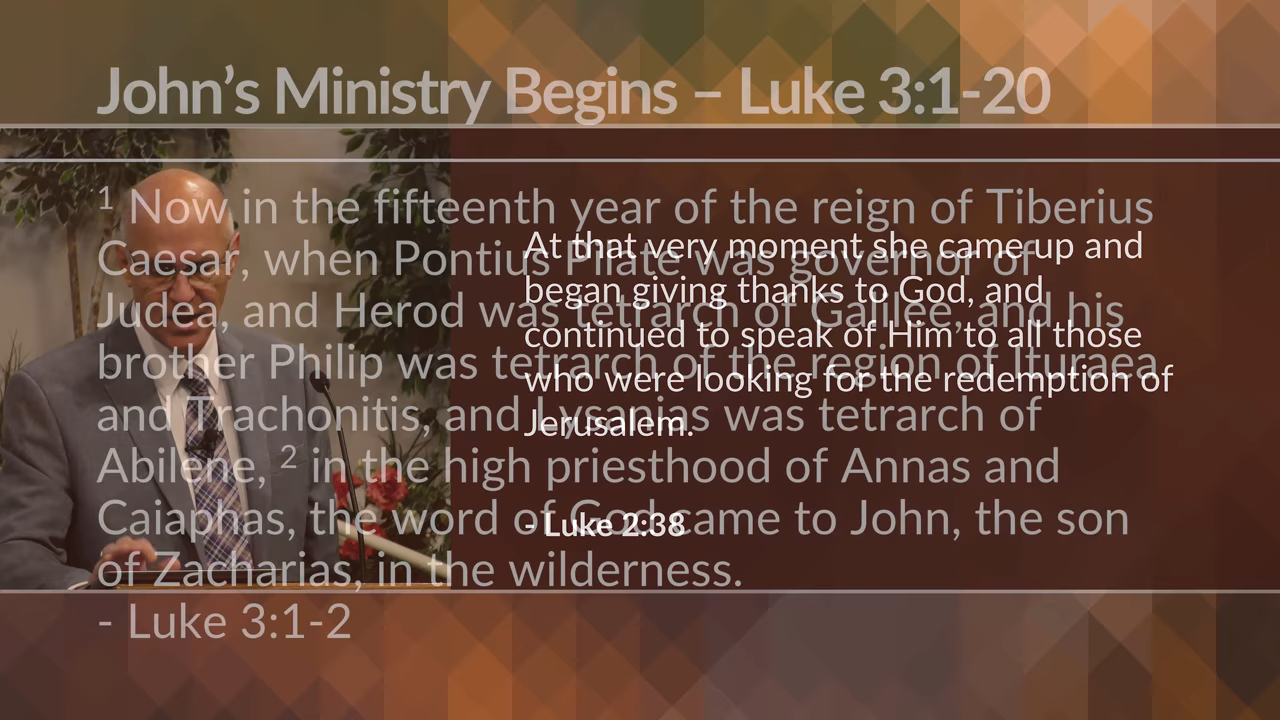 John’s Ministry Begins – Luke 3:1-20
1 Now in the fifteenth year of the reign of Tiberius
Caesar, when Pontius Pilate was governor of
Judea, and Herod was tetrarch of Galilee, and his
brother Philip was tetrarch of the region of Ituraea
and Trachonitis, and Lysanias was tetrarch of
Abilene, 2 in the high priesthood of Annas and
Caiaphas, the word of God came to John, the son
of Zacharias, in the wilderness.
- Luke 3:1-2
At that very moment she came up and
began giving thanks to God, and
continued to speak of Him to all those
who were looking for the redemption of
Jerusalem.
- Luke 2:38